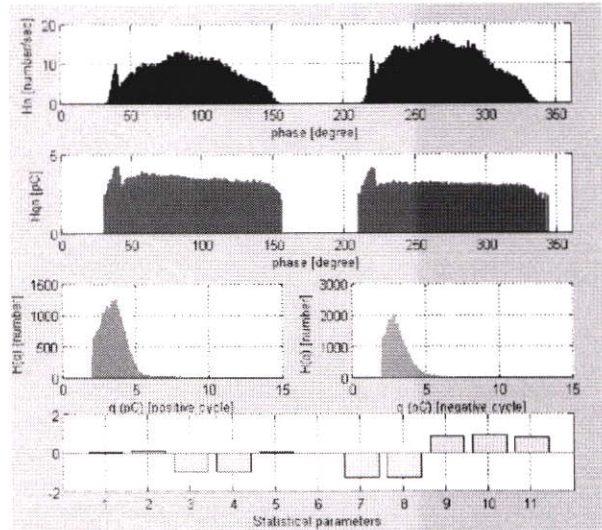 Hn [number/sec]
20
10
0
0 50 100 150 200 250 300 350
phase [degree]
Hqn [pC]
5
0
0 50 100 150 200 250 300 350
phase [degree]
H(q) [number]
1500
1000
500
0
0 5 10 15
q (pC) [positive cycle]
H(q) [number]
3000
2000
1000
0
0 5 10 15
q (pC) [negative cycle]
2
0
-2
1 2 3 4 5 6 7 8 9 10 11
Statistical parameters